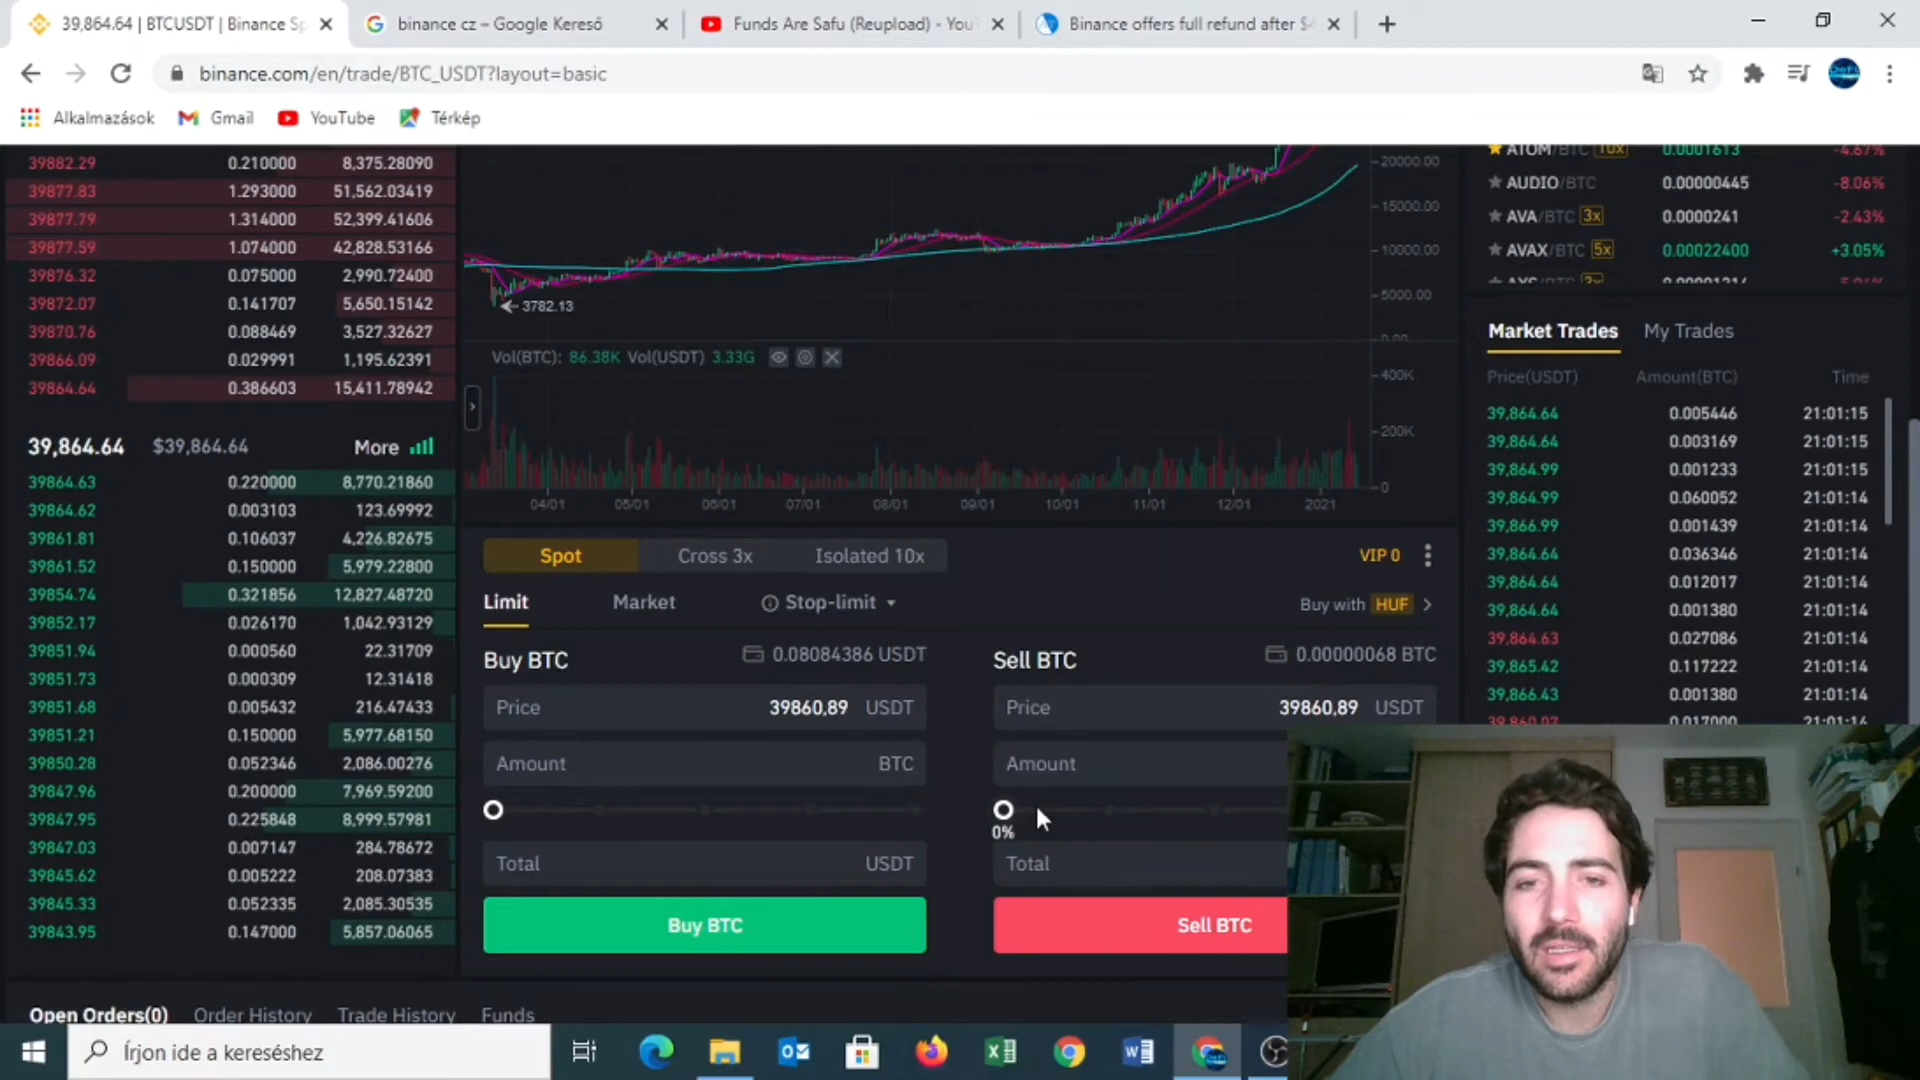 39,864.64 | BTCUSDT | Binance Sp
binance cz – Google Kereső
Funds Are Safu (Reupload) - You
Binance offers full refund after $4
binance.com/en/trade/BTC_USDT?layout=basic
Alkalmazások
Gmail
YouTube
Térkép
39882.29 0.210000 8,375.28090
39877.83 1.293000 51,562.03419
39877.79 1.314000 52,399.41606
39877.59 1.074000 42,828.53166
39876.32 0.075000 2,990.72400
39872.07 0.141707 5,650.15142
39870.76 0.088469 3,527.32627
39866.09 0.029991 1,195.62391
39864.64 0.386603 15,411.78942
39,864.64 $39,864.64 More
39864.63 0.220000 8,770.21860
39864.62 0.003103 123.69992
39861.81 0.106037 4,226.82675
39861.52 0.150000 5,979.22800
39854.74 0.321856 12,827.48720
39852.17 0.026170 1,042.93129
39851.94 0.000560 22.31709
39851.73 0.000309 12.31418
39851.68 0.005432 216.47433
39851.21 0.150000 5,977.68150
39850.28 0.052346 2,086.00276
39847.96 0.200000 7,969.59200
39847.95 0.225848 8,999.57981
39847.03 0.007147 284.78672
39845.62 0.005222 208.07383
39845.33 0.052335 2,085.30535
39843.95 0.147000 5,857.06065
20000.00
15000.00
10000.00
5000.00
0.00
3782.13
Vol(BTC): 86.38K Vol(USDT) 3.33G
400K
200K
0
04/01 05/01 06/01 07/01 08/01 09/01 10/01 11/01 12/01 2021
Spot Cross 3x Isolated 10x
VIP 0
Limit Market Stop-limit
Buy with HUF
Buy BTC 0.08084386 USDT
Price 39860,89 USDT
Amount BTC
Total USDT
Buy BTC
Sell BTC 0.00000068 BTC
Price 39860,89 USDT
Amount
0%
Total
Sell BTC
ATOM/BTC 10x 0.0001613 -4.67%
AUDIO/BTC 0.00000445 -8.06%
AVA/BTC 3x 0.0000241 -2.43%
AVAX/BTC 5x 0.00022400 +3.05%
Market Trades My Trades
Price(USDT) Amount(BTC) Time
39,864.64 0.005446 21:01:15
39,864.64 0.003169 21:01:15
39,864.99 0.001233 21:01:15
39,864.99 0.060052 21:01:14
39,866.99 0.001439 21:01:14
39,864.64 0.036346 21:01:14
39,864.64 0.012017 21:01:14
39,864.64 0.001380 21:01:14
39,864.63 0.027086 21:01:14
39,865.42 0.117222 21:01:14
39,866.43 0.001380 21:01:14
Open Orders(0) Order History Trade History Funds
Írjon ide a kereséshez